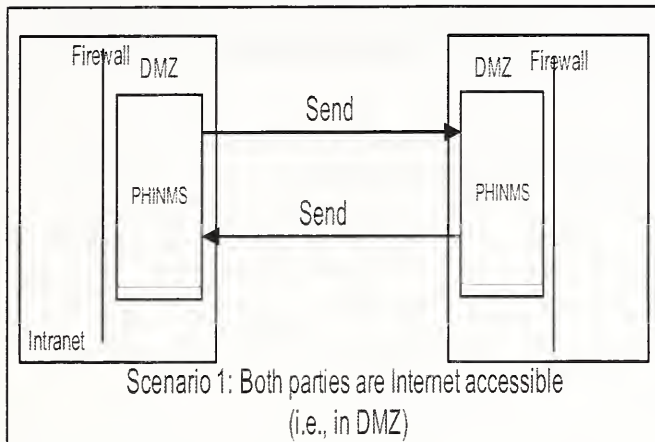 Firewall
DMZ
DMZ
Firewall
Send
PHINMS
PHINMS
Send
Intranet
Scenario 1: Both parties are Internet accessible
(i.e., in DMZ)